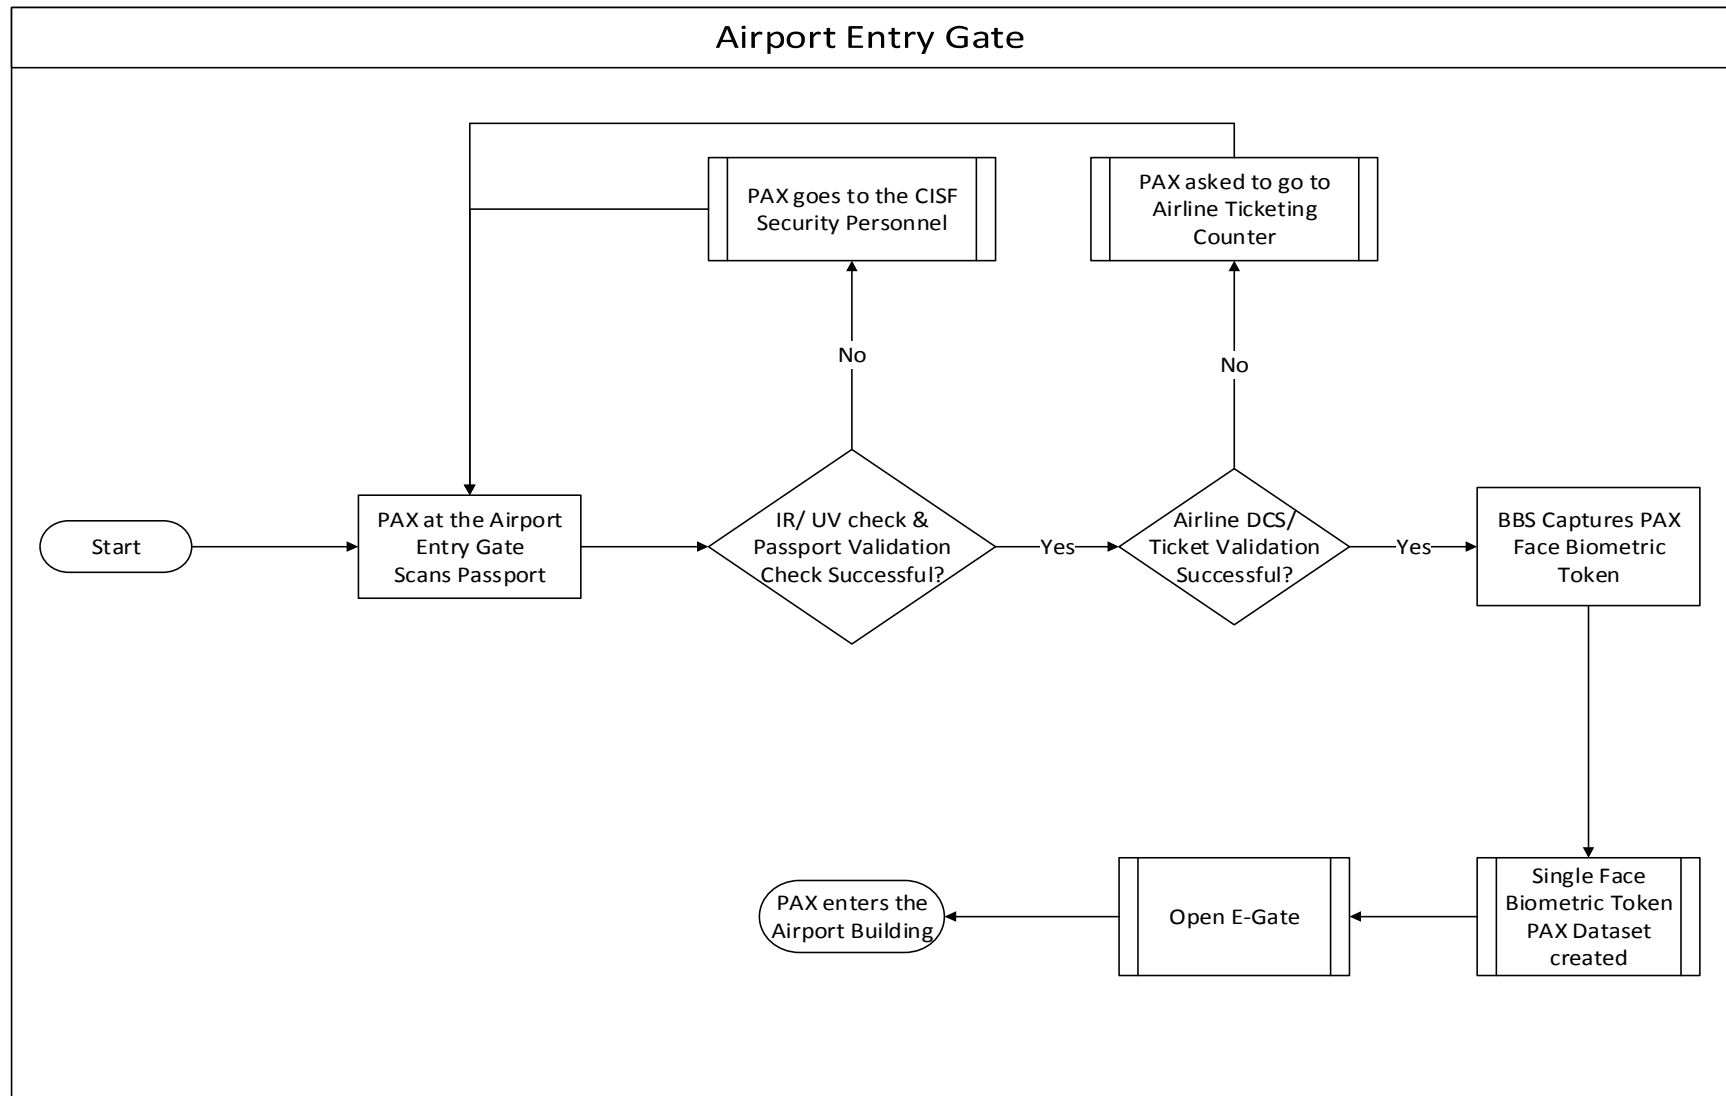 Airport Entry Gate
PAX goes to the CISF
Security Personnel
PAX asked to go to
Airline Ticketing
Counter
No
No
Start
PAX at the Airport
Entry Gate
Scans Passport
IR/ UV check &
Passport Validation
Check Successful?
Yes
Airline DCS/
Ticket Validation
Successful?
Yes
BBS Captures PAX
Face Biometric
Token
PAX enters the
Airport Building
Open E-Gate
Single Face
Biometric Token
PAX Dataset
created